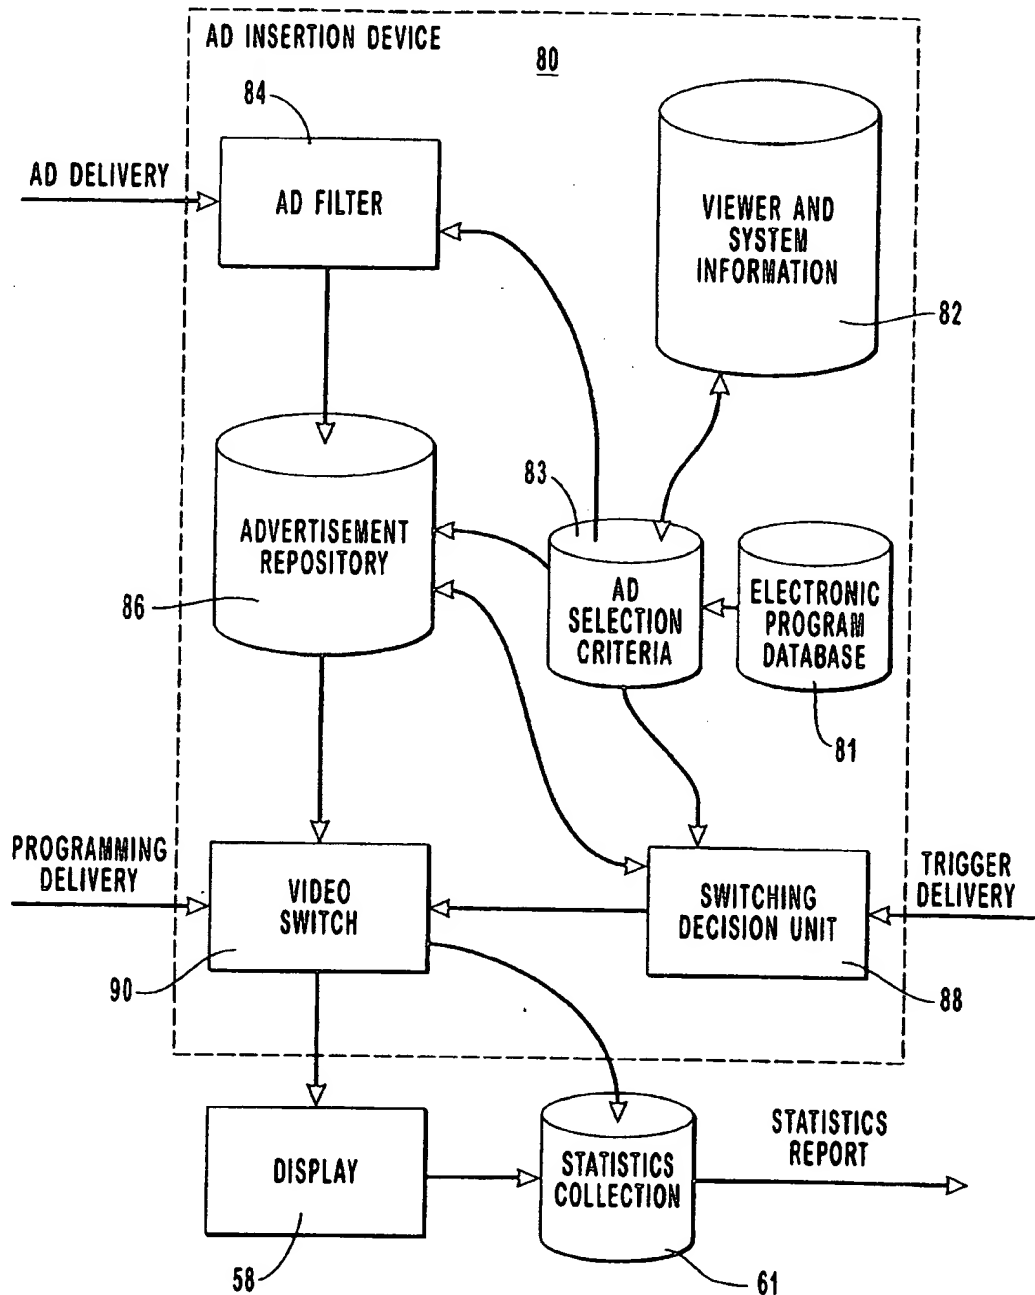 AD INSERTION DEVICE
80
84
AD DELIVERY
AD FILTER
VIEWER AND
SYSTEM
INFORMATION
82
83
ADVERTISEMENT
REPOSITORY
86
AD
SELECTION
CRITERIA
ELECTRONIC
PROGRAM
DATABASE
81
PROGRAMMING
DELIVERY
VIDEO
SWITCH
90
SWITCHING
DECISION UNIT
88
TRIGGER
DELIVERY
DISPLAY
58
STATISTICS
COLLECTION
61
STATISTICS
REPORT